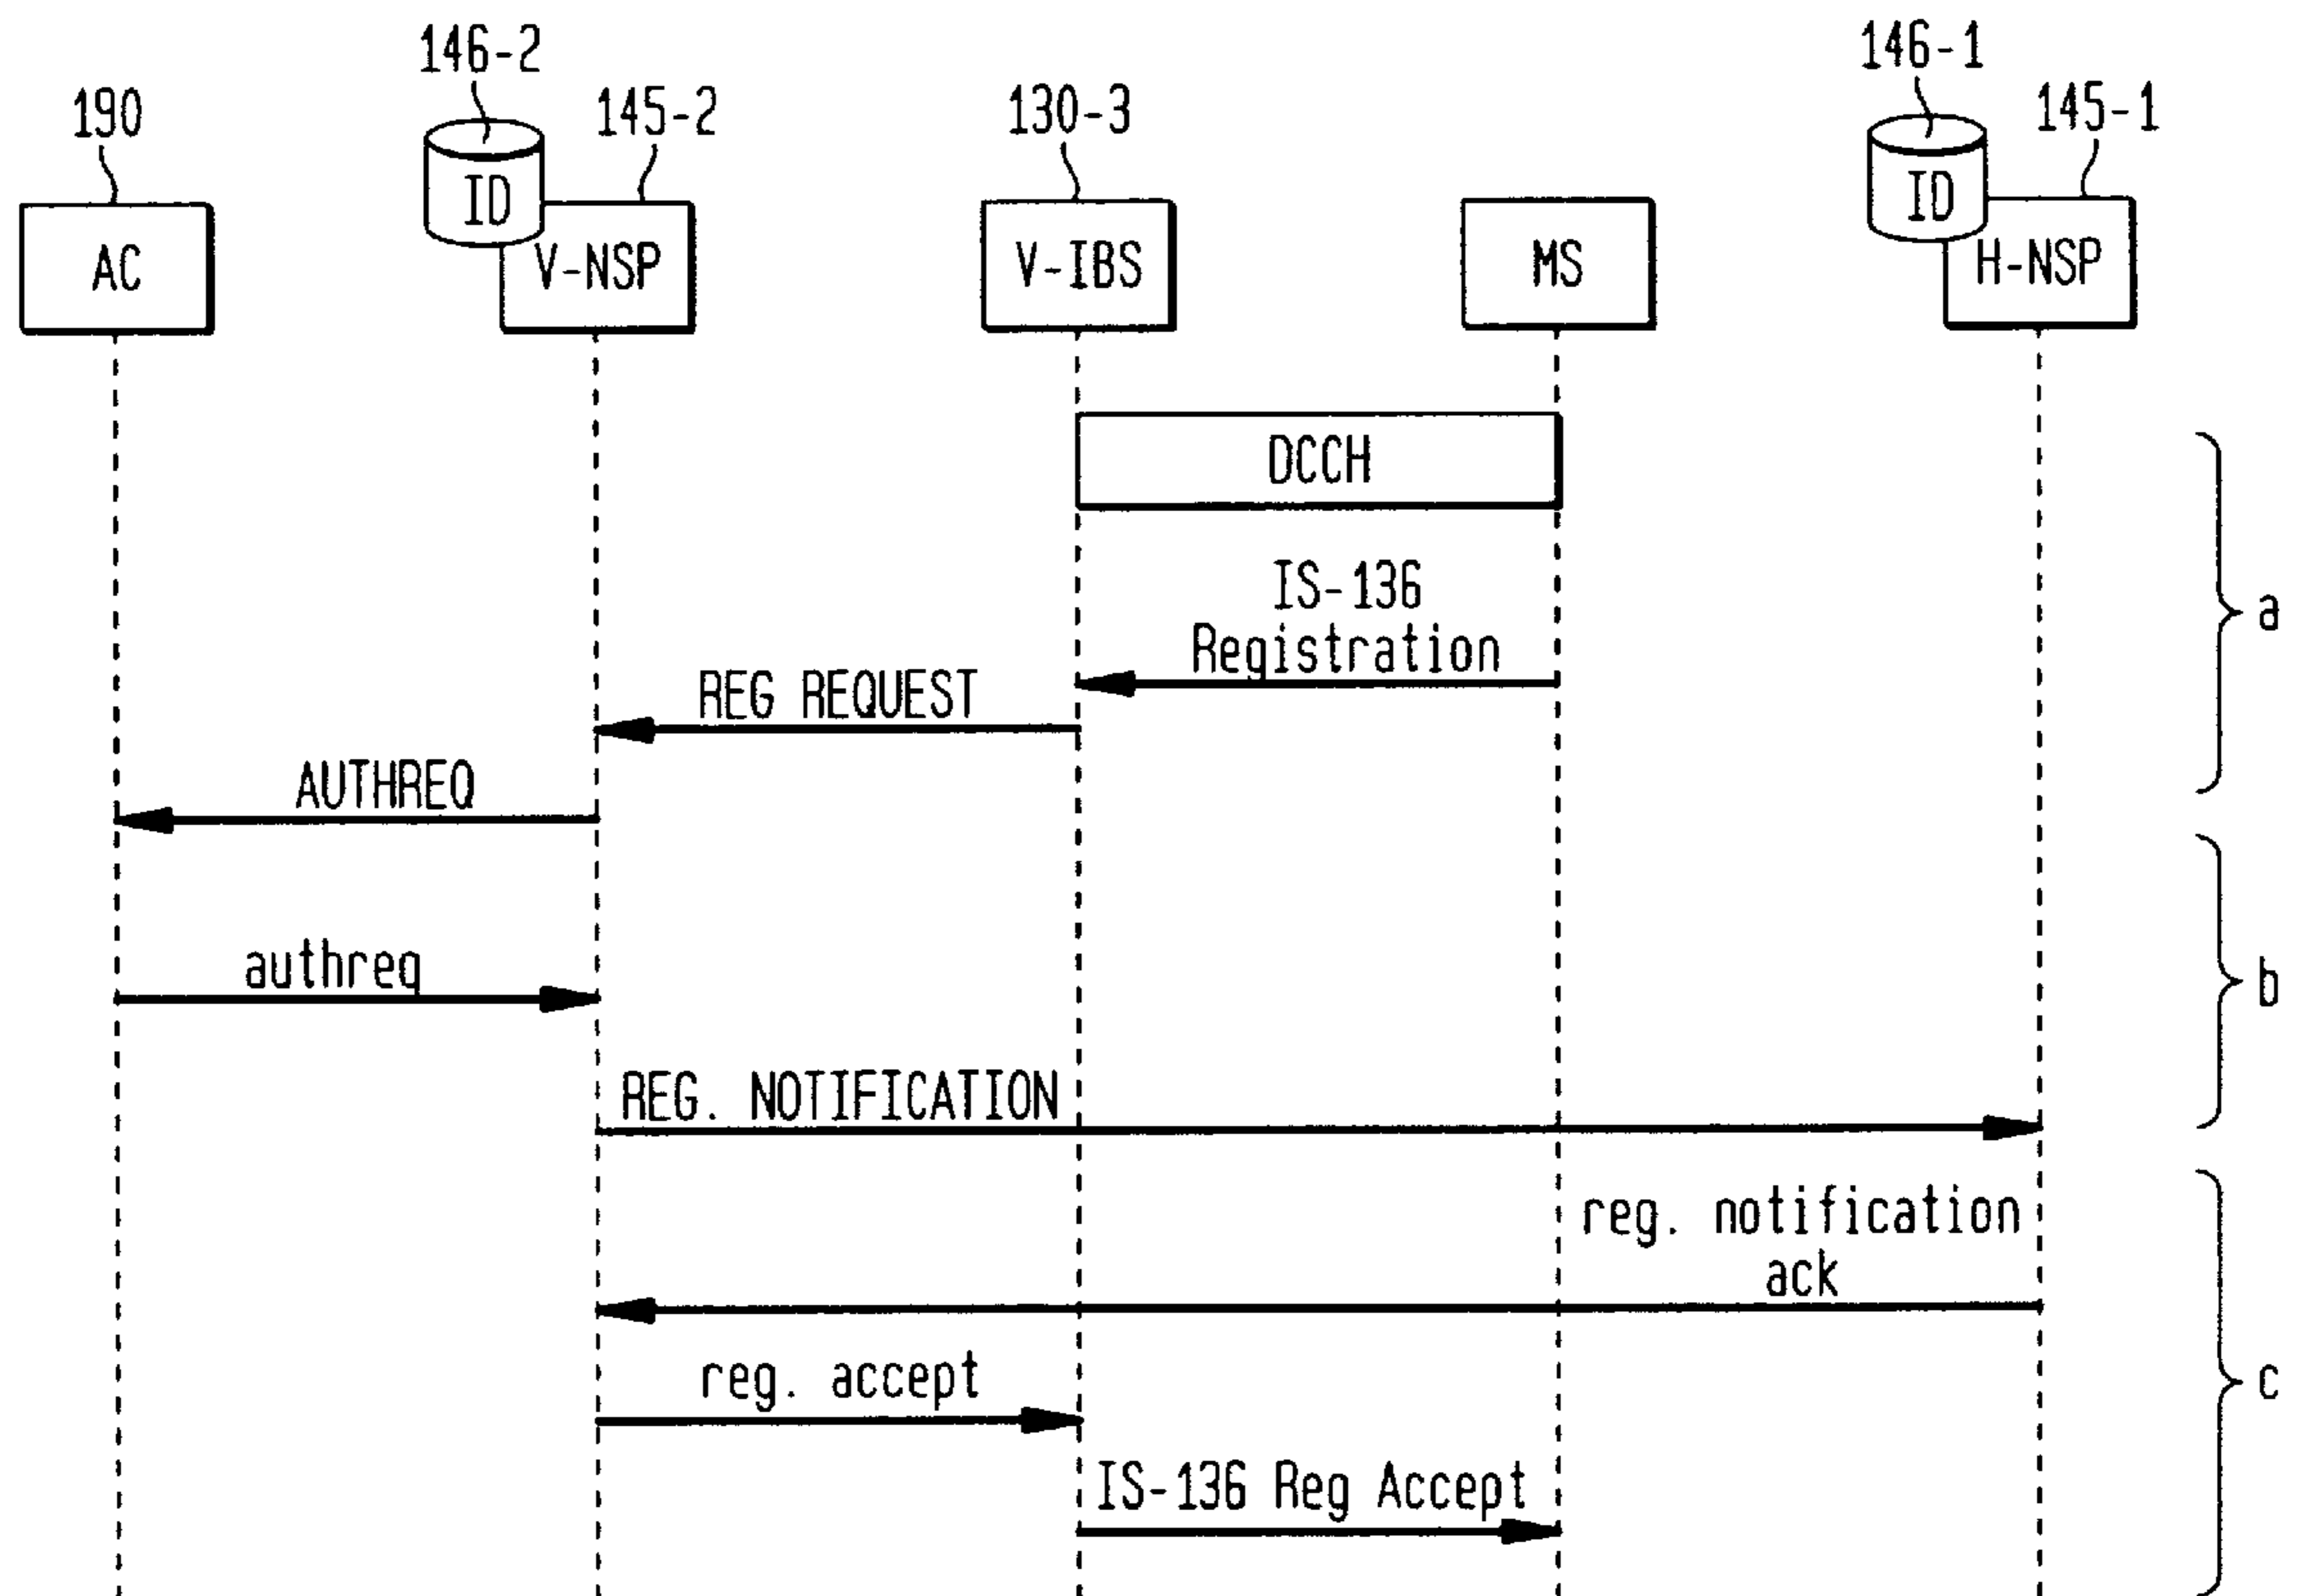 146-2
146-1
190
145-2
130-3
145-1
ID
ID
AC
V-NSP
V-IBS
MS
H-NSP
DCCH
IS-136
Registration
a
REG REQUEST
AUTHREQ
authreq
b
REG. NOTIFICATION
reg. notification
ack
reg. accept
c
IS-136 Reg Accept